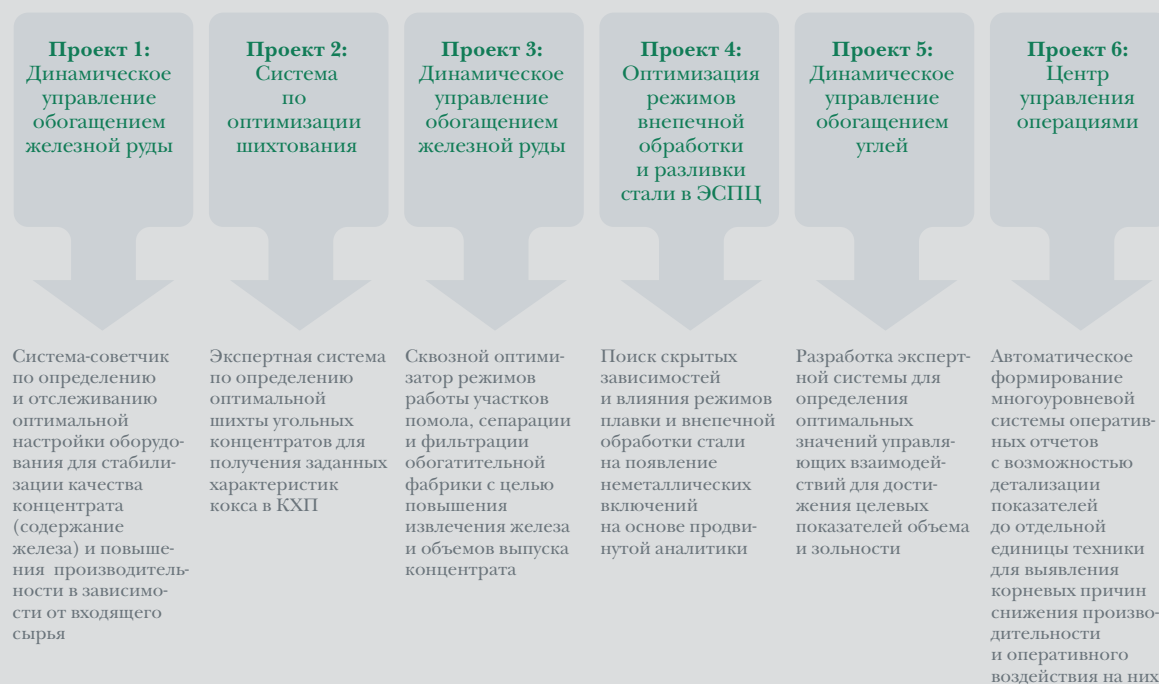 Проект 1:
Динамическое
управление
обогащением
железной руды
Проект 2:
Система
по
оптимизации
шихтования
Проект 3:
Динамическое
управление
обогащением
железной руды
Проект 4:
Оптимизация
режимов
внепечной
обработки
и разливки
стали в ЭСПЦ
Проект 5:
Динамическое
управление
обогащением
углей
Проект 6:
Центр
управления
операциями
Система-советчик
по определению
и отслеживанию
оптимальной
настройки оборудо-
вания для стабили-
зации качества
концентрата
(содержание
железа) и повыше-
ния производитель-
ности в зависимо-
сти от входящего
сырья
Экспертная система
по определению
оптимальной
шихты угольных
концентратов для
получения заданных
характеристик
кокса в КХП
Сквозной оптими-
затор режимов
работы участков
помола, сепарации
и фильтрации
обогатительной
фабрики с целью
повышения
извлечения железа
и объемов выпуска
концентрата
Поиск скрытых
зависимостей
и влияния режимов
плавки и внепечной
обработки стали
на появление
неметаллических
включений
на основе продви-
нутой аналитики
Разработка эксперт-
ной системы для
определения
оптимальных
значений управля-
ющих взаимодей-
ствий для дости-
жения целевых
показателей объема
и зольности
Автоматическое
формирование
многоуровневой
системы оператив-
ных отчетов
с возможностью
детализации
показателей
до отдельной
единицы техники
для выявления
корневых причин
снижения произво-
дительности
и оперативного
воздействия на них